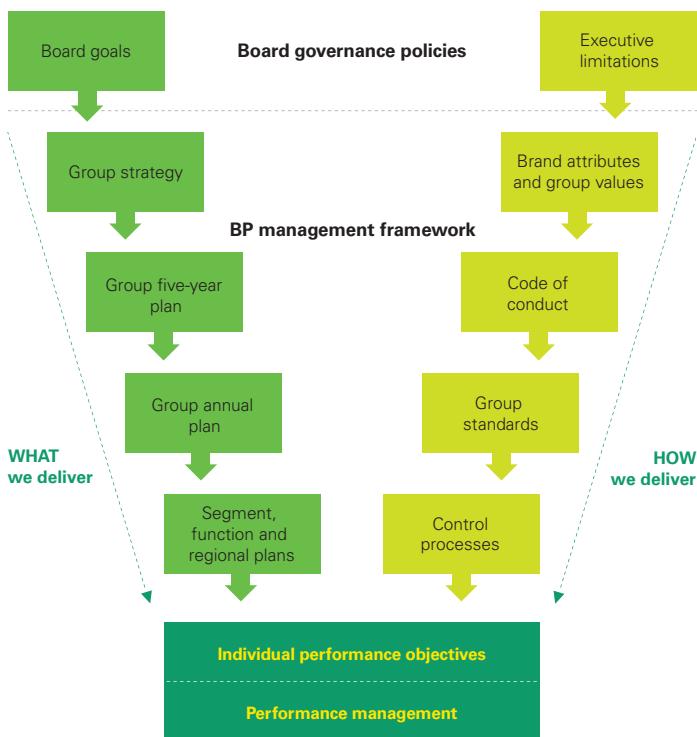 Board goals
Board governance policies
Executive
limitations
Group strategy
Brand attributes
and group values
BP management framework
Group five-year
plan
Code of
conduct
Group annual
plan
Group
standards
WHAT
we deliver
HOW
we deliver
Segment,
function and
regional plans
Control
processes
Individual performance objectives
Performance management